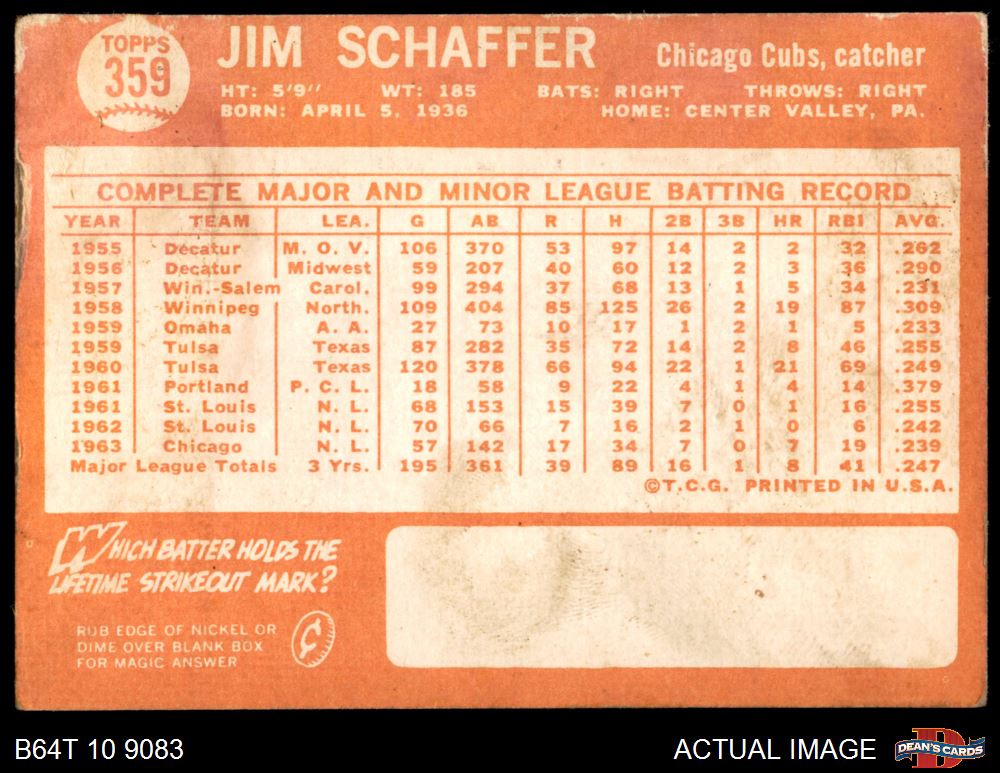 TOPPS
359
JIM SCHAFFER
Chicago Cubs, catcher
HT: 5'9'' WT: 185 BATS: RIGHT THROWS: RIGHT
BORN: APRIL 5, 1936 HOME: CENTER VALLEY, PA.
COMPLETE MAJOR AND MINOR LEAGUE BATTING RECORD
YEAR TEAM LEA. G AB R H 2B 3B HR RBI AVG.
1955 Decatur M. O. V. 106 370 53 97 14 2 2 32 .262
1956 Decatur Midwest 59 207 40 60 12 2 3 36 .290
1957 Win.-Salem Carol. 99 294 37 68 13 1 5 34 .231
1958 Winnipeg North. 109 404 85 125 26 2 19 87 .309
1959 Omaha A. A. 27 73 10 17 1 2 1 5 .233
1959 Tulsa Texas 87 282 35 72 14 2 8 46 .255
1960 Tulsa Texas 120 378 66 94 22 1 21 69 .249
1961 Portland P. C. L. 18 58 9 22 4 1 4 14 .379
1961 St. Louis N. L. 68 153 15 39 7 0 1 16 .255
1962 St. Louis N. L. 70 66 7 16 2 1 0 6 .242
1963 Chicago N. L. 57 142 17 34 7 0 7 19 .239
Major League Totals 3 Yrs. 195 361 39 89 16 1 8 41 .247
©T.C.G. PRINTED IN U.S.A.
WHICH BATTER HOLDS THE
LIFETIME STRIKEOUT MARK?
RUB EDGE OF NICKEL OR
DIME OVER BLANK BOX
FOR MAGIC ANSWER
B64T 10 9083
ACTUAL IMAGE
D
DEAN'S CARDS